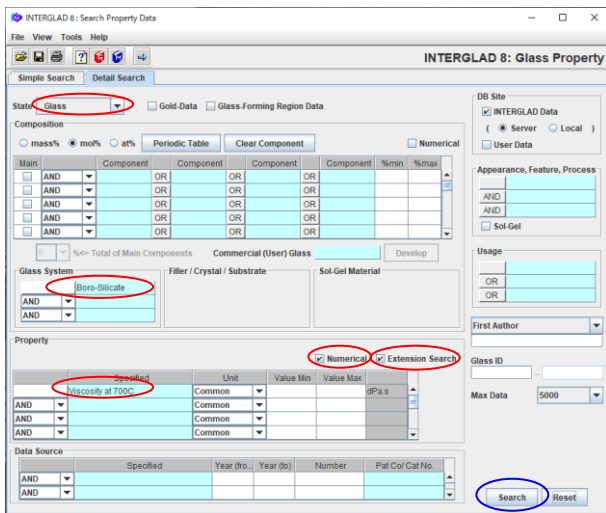 INTERGLAD 8: Search Property Data
File View Tools Help
INTERGLAD 8: Glass Property
Simple Search Detail Search
State Glass Gold-Data Glass-Forming Region Data
Composition
mass% mol% at% Periodic Table Clear Component Numerical
Main Component Component Component Component %min %max
AND OR OR OR
AND OR OR OR
AND OR OR OR
AND OR OR OR
AND OR OR OR
0 %<= Total of Main Components Commercial (User) Glass Develop
Glass System Filler / Crystal / Substrate Sol-Gel Material
Boro-Silicate
AND
AND
Property
Numerical Extension Search
Specified Unit Value Min Value Max
Viscosity at 700C Common dPa.s
AND Common
AND Common
AND Common
Data Source
Specified Year (fro... Year (to) Number Pat Co/ Cat No.
AND
AND
DB Site
INTERGLAD Data
( Server Local )
User Data
Appearance, Feature, Process
AND
AND
Sol-Gel
Usage
OR
OR
First Author
Glass ID
--
Max Data 5000
Search Reset